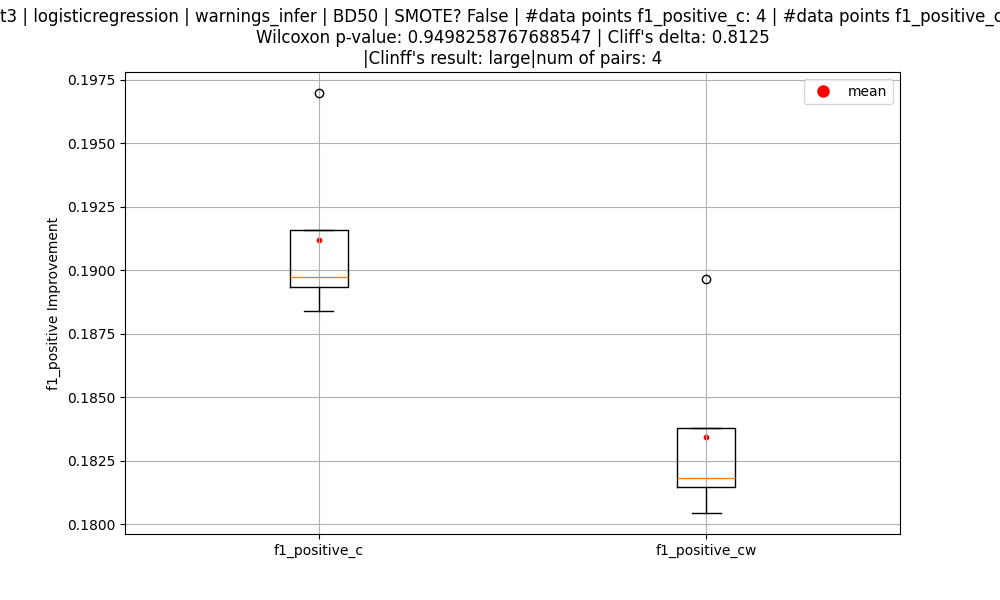 t3 | logisticregression | warnings_infer | BD50 | SMOTE? False | #data points f1_positive_c: 4 | #data points f1_positive_c
Wilcoxon p-value: 0.9498258767688547 | Cliff's delta: 0.8125
|Clinff's result: large|num of pairs: 4
mean
0.1975
0.1950
0.1925
0.1900
0.1875
0.1850
0.1825
0.1800
f1_positive Improvement
f1_positive_c
f1_positive_cw